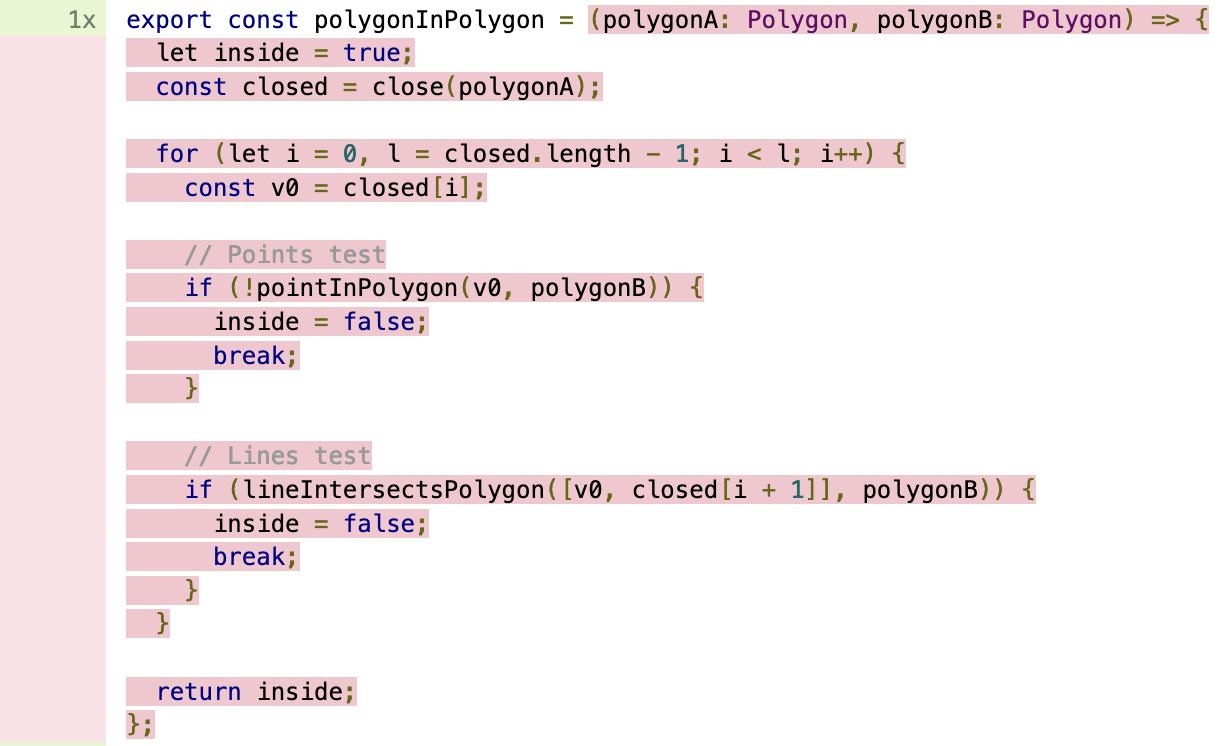 1x export const polygonInPolygon = (polygonA: Polygon, polygonB: Polygon) => {
  let inside = true;
  const closed = close(polygonA);

  for (let i = 0, l = closed.length - 1; i < l; i++) {
    const v0 = closed[i];

    // Points test
    if (!pointInPolygon(v0, polygonB)) {
      inside = false;
      break;
    }

    // Lines test
    if (lineIntersectsPolygon([v0, closed[i + 1]], polygonB)) {
      inside = false;
      break;
    }
  }

  return inside;
};